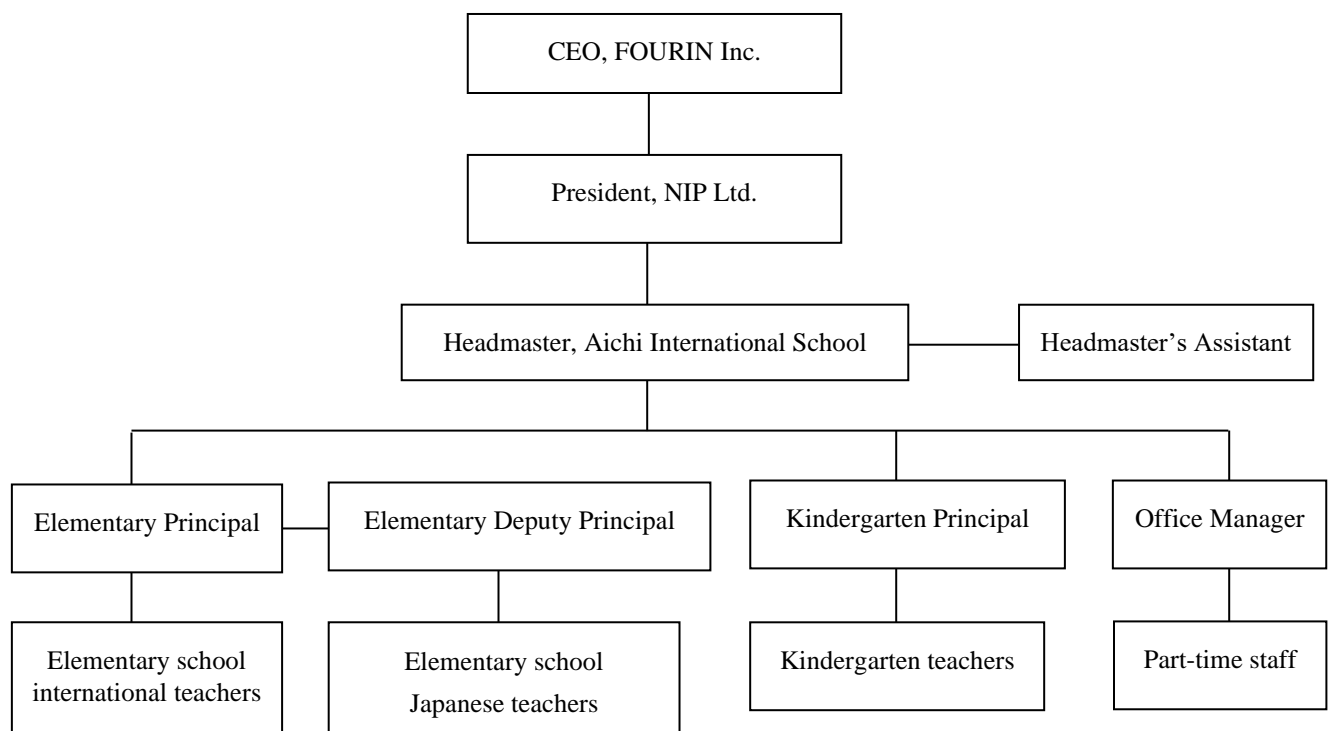 CEO, FOURIN Inc.
President, NIP Ltd.
Headmaster, Aichi International School
Headmaster’s Assistant
Elementary Principal
Elementary Deputy Principal
Kindergarten Principal
Office Manager
Elementary school
international teachers
Elementary school
Japanese teachers
Kindergarten teachers
Part-time staff